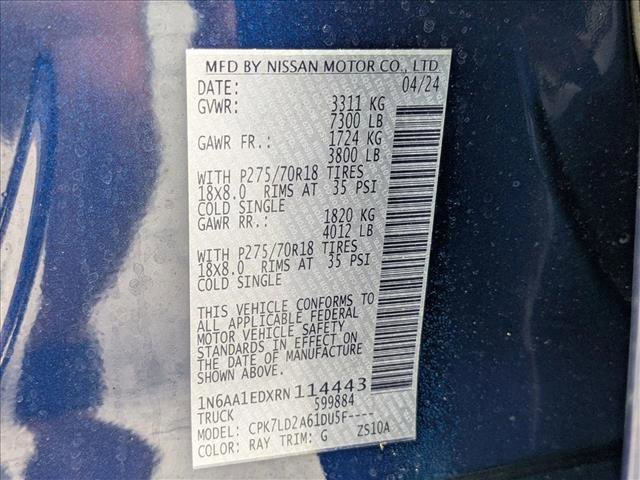 MFD BY NISSAN MOTOR CO., LTD.
DATE: 04/24
GVWR: 3311 KG
7300 LB
GAWR FR.: 1724 KG
3800 LB
WITH P275/70R18 TIRES
18X8.0 RIMS AT 35 PSI
COLD SINGLE
GAWR RR.: 1820 KG
4012 LB
WITH P275/70R18 TIRES
18X8.0 RIMS AT 35 PSI
COLD SINGLE
THIS VEHICLE CONFORMS TO
ALL APPLICABLE FEDERAL
MOTOR VEHICLE SAFETY
STANDARDS IN EFFECT ON
THE DATE OF MANUFACTURE
SHOWN ABOVE.
1N6AA1EDXRN114443
TRUCK 599884
MODEL: CPK7LD2A61DU5F----
COLOR: RAY TRIM: G ZS10A